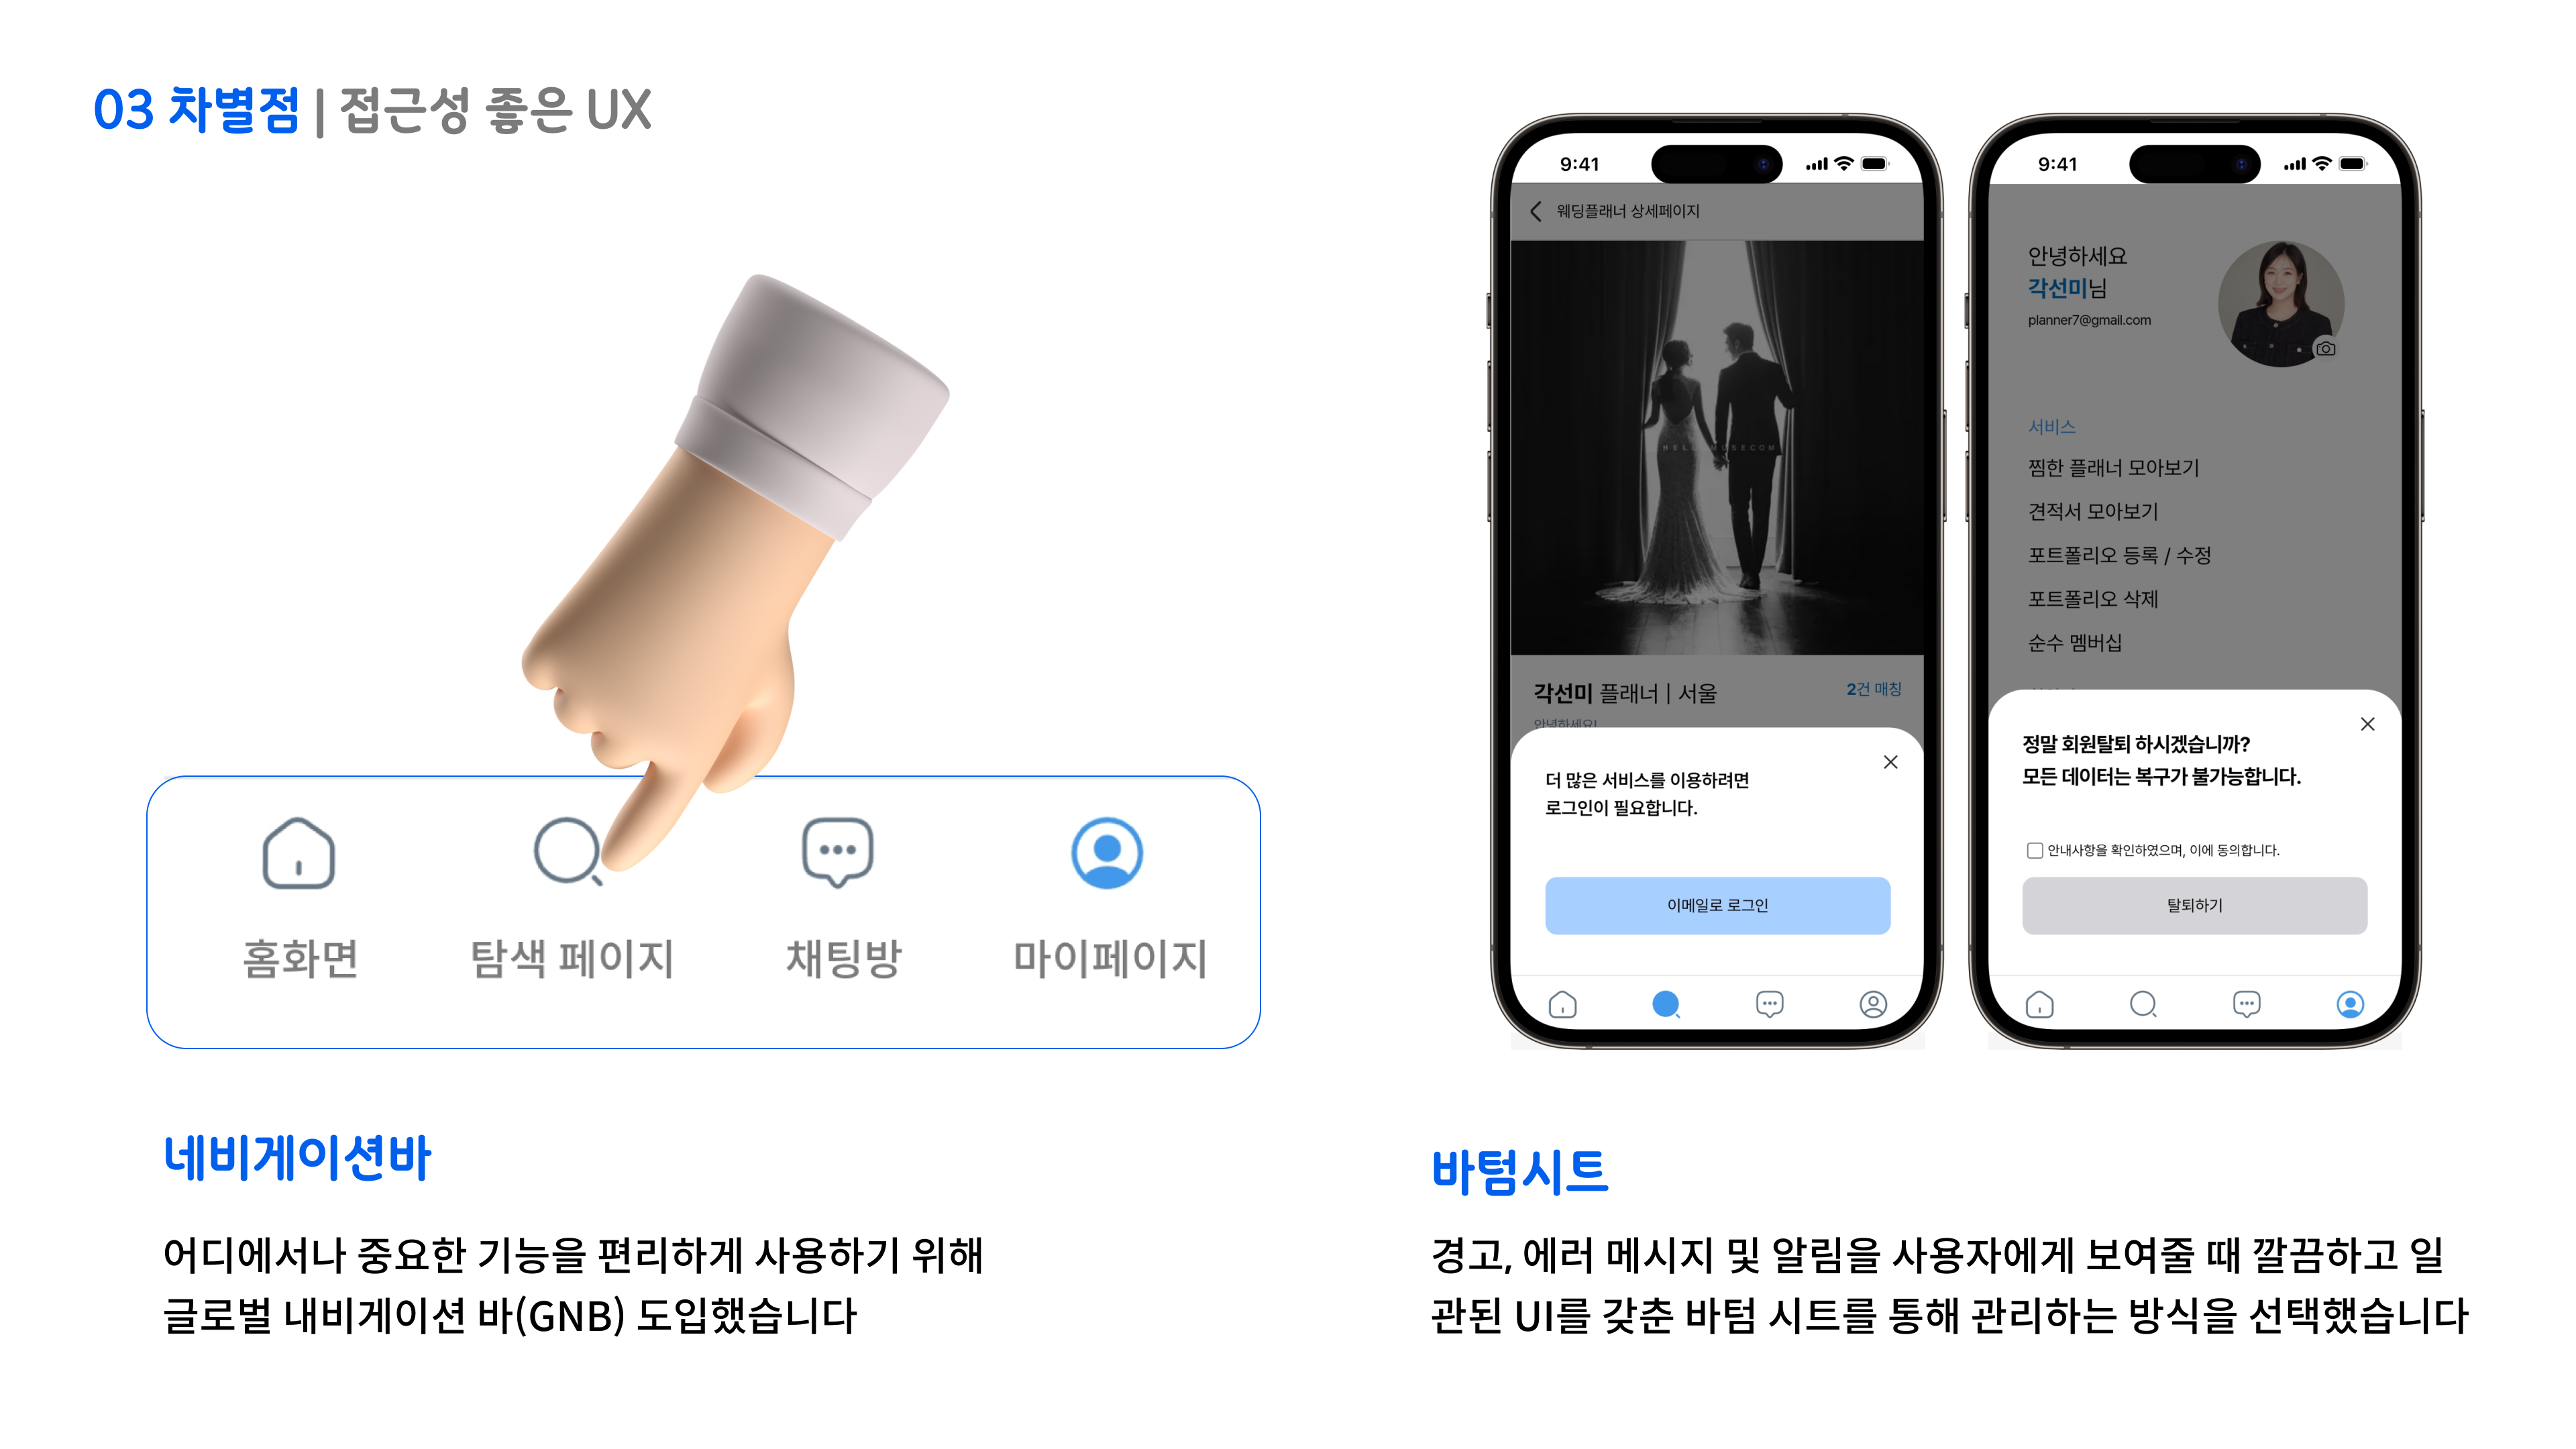 03 차별점 | 접근성 좋은 UX
홈화면
탐색 페이지
채팅방
마이페이지
네비게이션바
어디에서나 중요한 기능을 편리하게 사용하기 위해
글로벌 내비게이션 바(GNB) 도입했습니다
9:41
웨딩플래너 상세페이지
각선미 플래너 | 서울
2건 매칭
안녕하세요!
더 많은 서비스를 이용하려면
로그인이 필요합니다.
이메일로 로그인
9:41
안녕하세요
각선미님
planner7@gmail.com
서비스
찜한 플래너 모아보기
견적서 모아보기
포트폴리오 등록 / 수정
포트폴리오 삭제
순수 멤버십
정말 회원탈퇴 하시겠습니까?
모든 데이터는 복구가 불가능합니다.
안내사항을 확인하였으며, 이에 동의합니다.
탈퇴하기
바텀시트
경고, 에러 메시지 및 알림을 사용자에게 보여줄 때 깔끔하고 일
관된 UI를 갖춘 바텀 시트를 통해 관리하는 방식을 선택했습니다